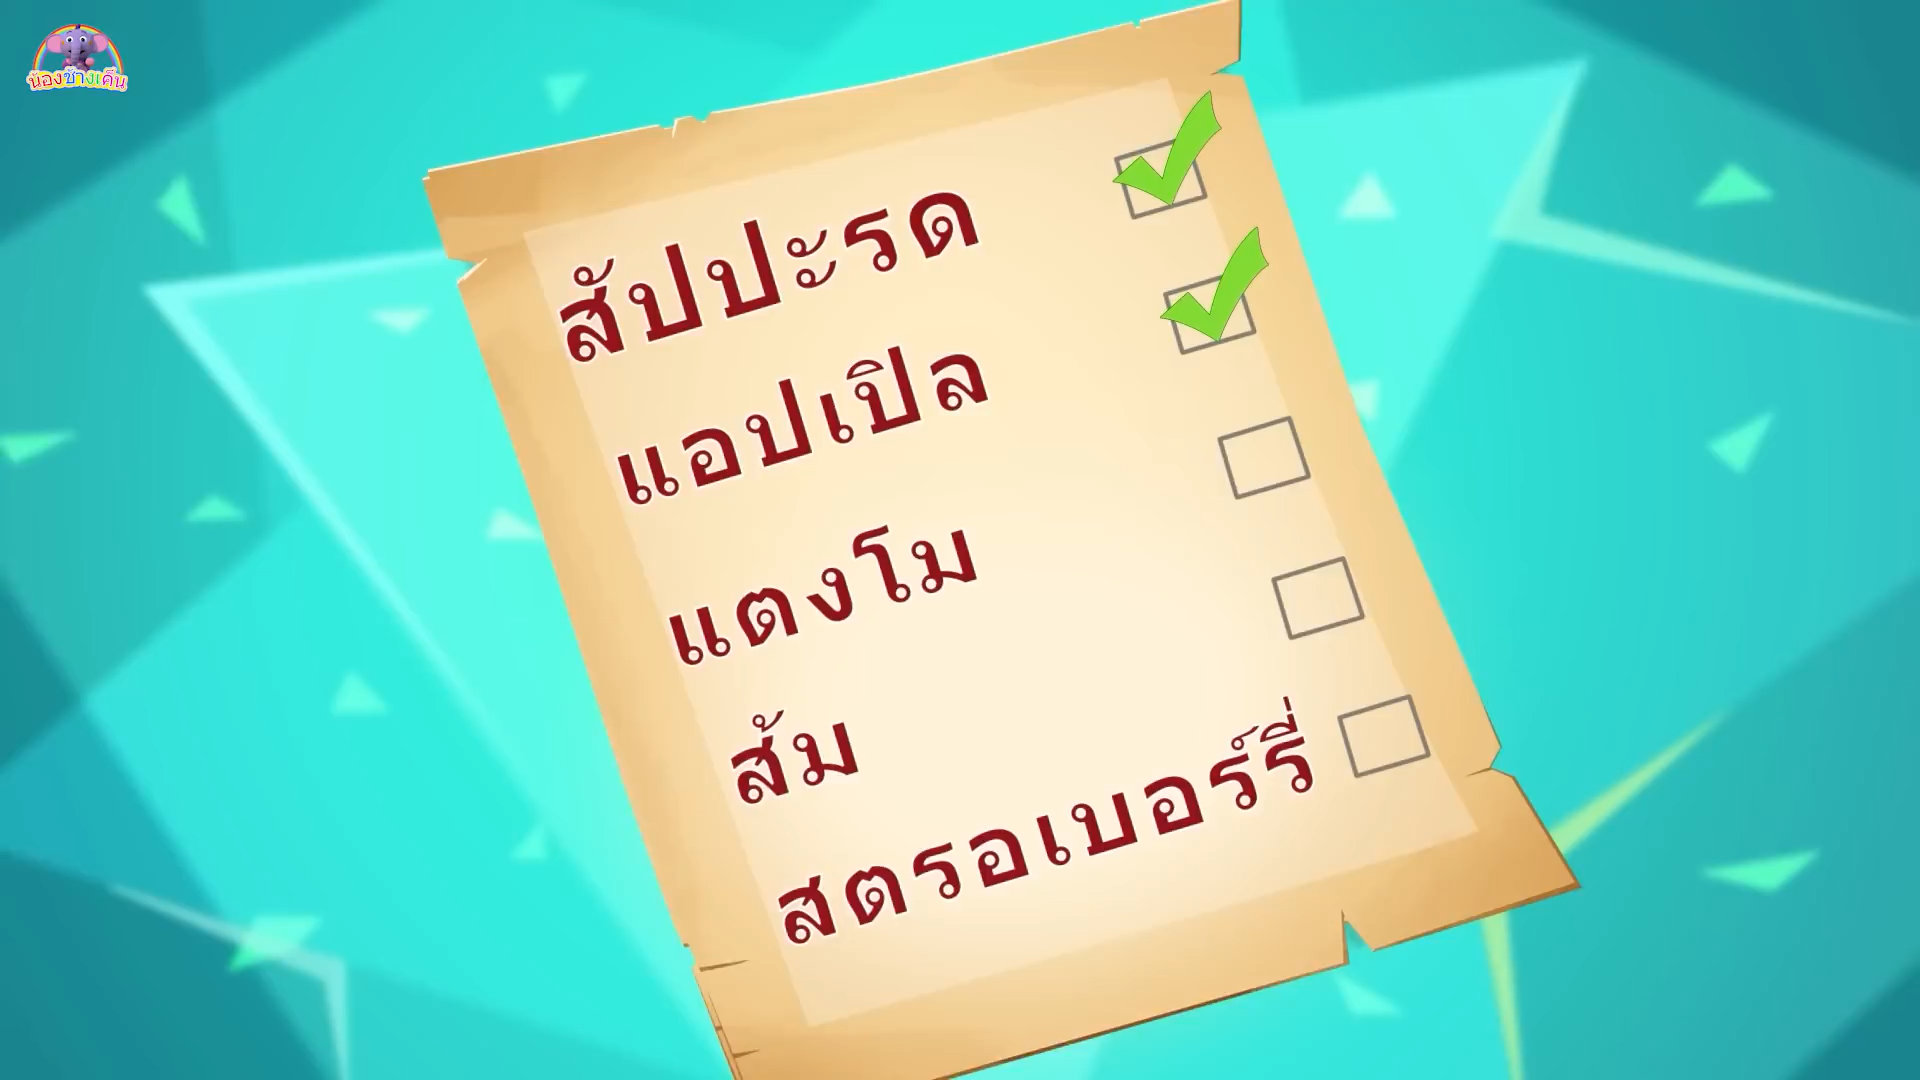 น้องช้างเค็น
สัปปะรด
แอปเปิล
แตงโม
ส้ม
สตรอเบอร์รี่